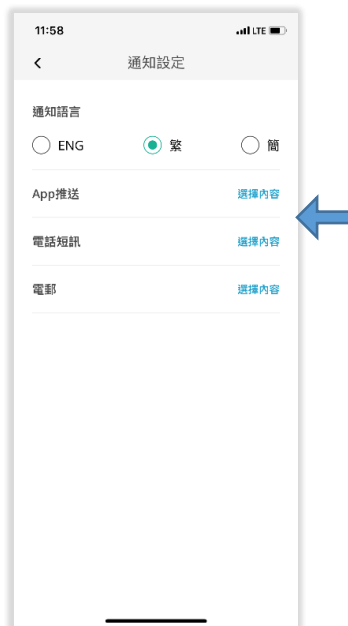 11:58 LTE
通知設定
通知語言
ENG 繁 簡
App推送 選擇內容
電話短訊 選擇內容
電郵 選擇內容